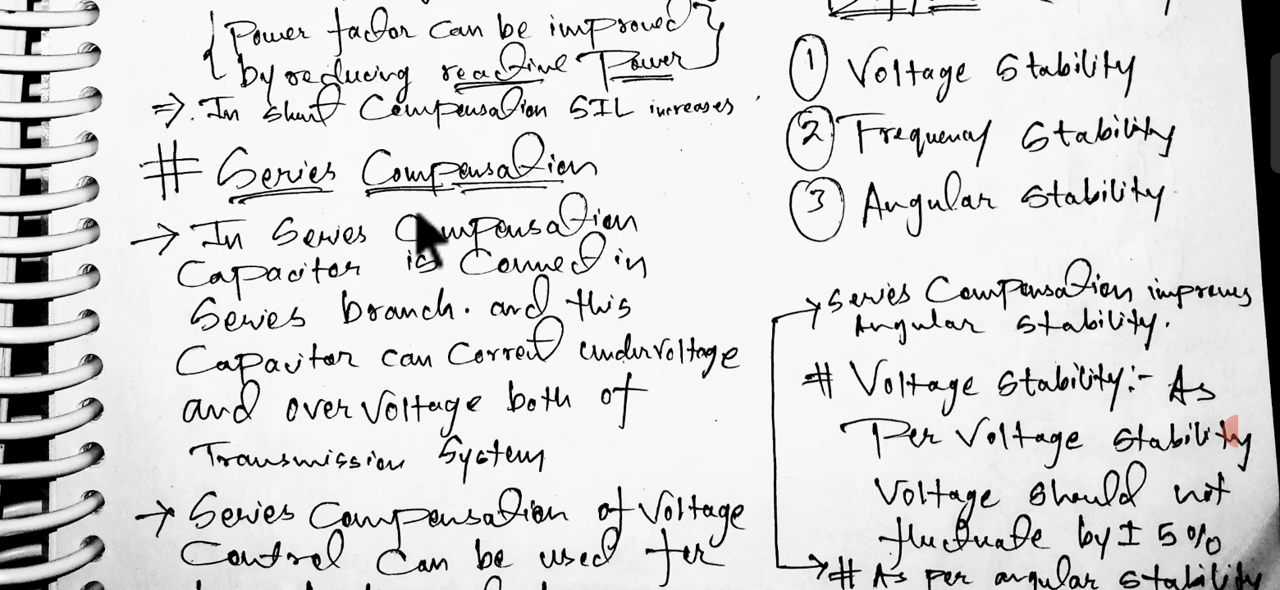 {Power factor can be improved
by reducing reactive Power}
⇒. In shunt Compensation SIL increases
# Series Compensation
→ In Series Compensation
Capacitor is Connected in
Series branch. and this
Capacitor can Correct undervoltage
and over Voltage both of
Transmission System
→ Series Compensation of Voltage
Control can be used for
① Voltage Stability
② Frequency Stability
③ Angular Stability
→ Series Compensation improves
Angular Stability.
# Voltage Stability:- As
Per Voltage Stability
Voltage should not
fluctuate by ± 5%
→ # As per angular stability